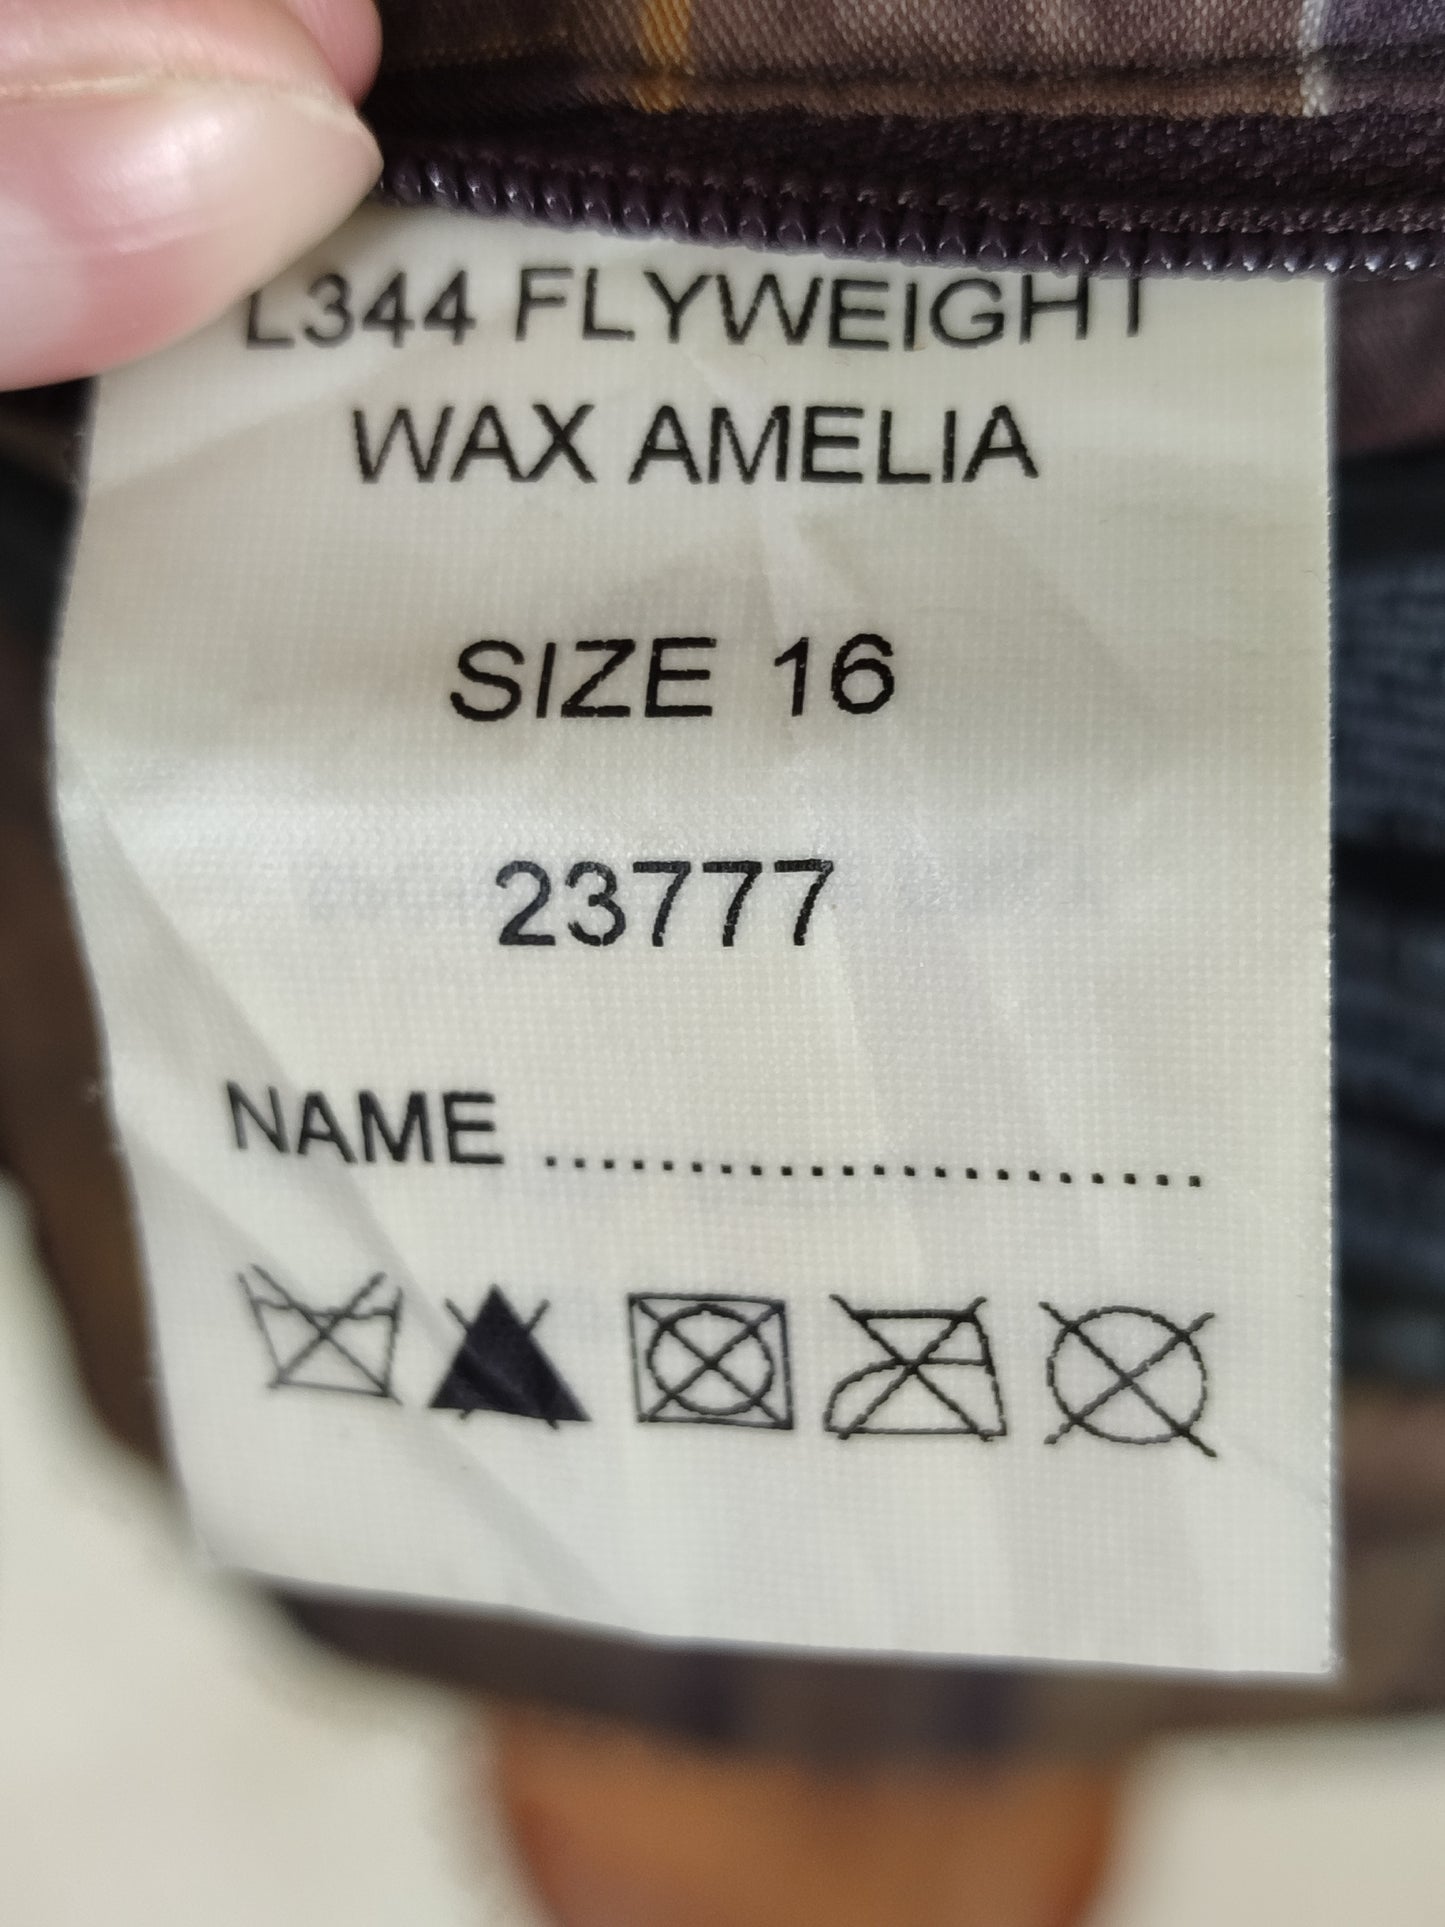 L344 FLYWEIGHT
WAX AMELIA
SIZE 16
23777
NAME ......................